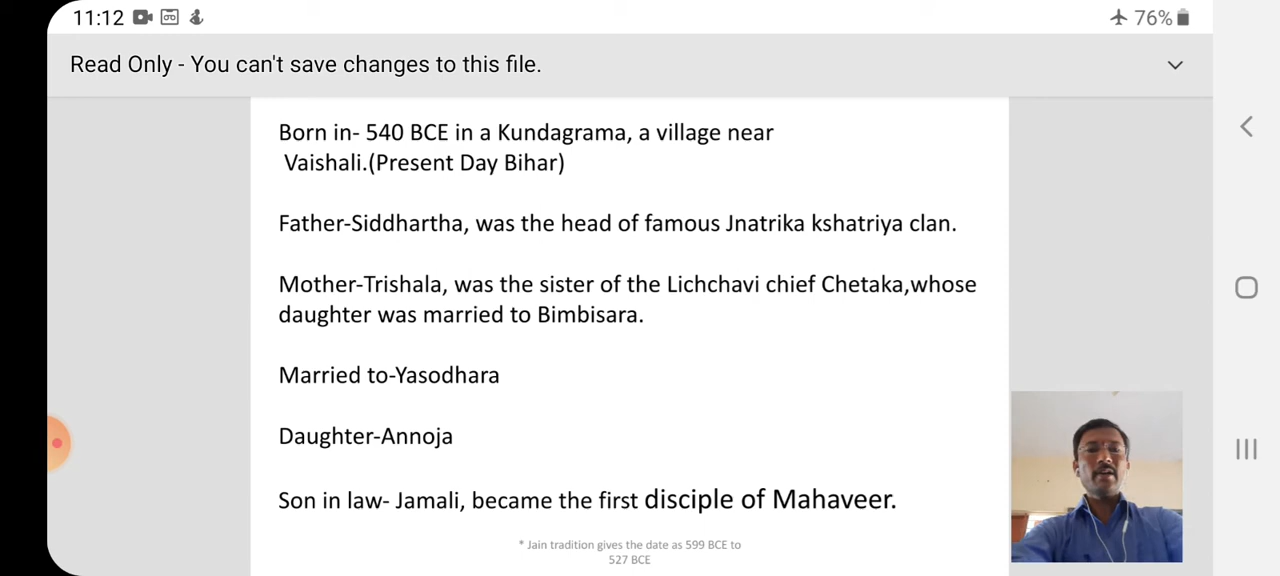 11:12
76%
Read Only - You can't save changes to this file.
Born in- 540 BCE in a Kundagrama, a village near
Vaishali.(Present Day Bihar)
Father-Siddhartha, was the head of famous Jnatrika kshatriya clan.
Mother-Trishala, was the sister of the Lichchavi chief Chetaka,whose
daughter was married to Bimbisara.
Married to-Yasodhara
Daughter-Annoja
Son in law- Jamali, became the first disciple of Mahaveer.
* Jain tradition gives the date as 599 BCE to
527 BCE